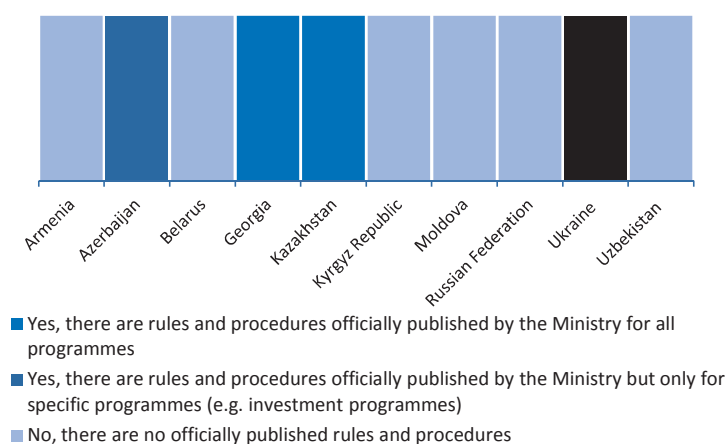 Armenia
Azerbaijan
Belarus
Georgia
Kazakhstan
Kyrgyz Republic
Moldova
Russian Federation
Ukraine
Uzbekistan
Yes, there are rules and procedures officially published by the Ministry for all
programmes
Yes, there are rules and procedures officially published by the Ministry but only for
specific programmes (e.g. investment programmes)
No, there are no officially published rules and procedures